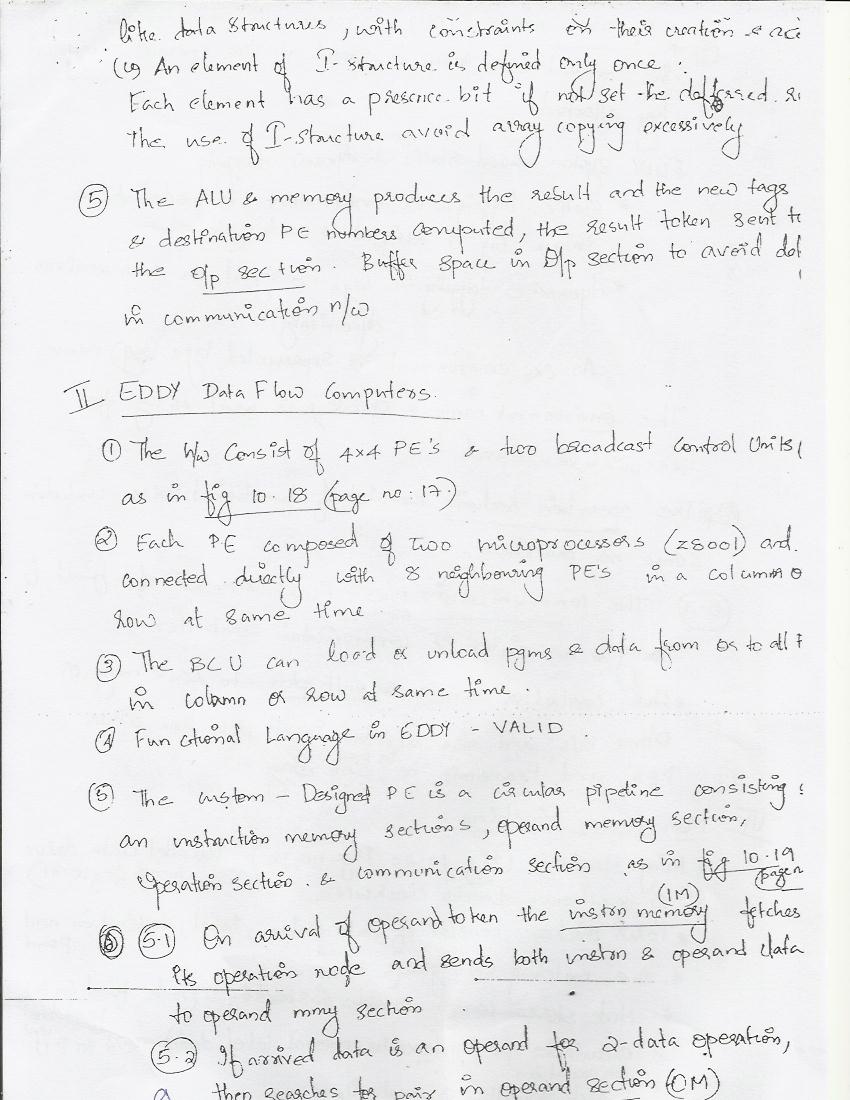 like data structures, with constraints on their creation &
(c) An element of I-structure is defined only once.
Each element has a presence bit if not set the defferred
The use of I-structure avoid array copying excessively
(5) The ALU & memory produces the result and the new tags
& destination PE numbers computed, the result token sent to
the o/p section. Buffer space in O/p section to avoid
in communication n/w
II EDDY Data Flow Computers.
(1) The h/w consist of 4x4 PE's & two broadcast control Units,
as in fig 10.18 (page no: 17)
(2) Each PE composed of two microprocessors (Z8001) and
connected directly with 8 neighbouring PE's in a column o
row at same time.
(3) The BCU can load or unload pgms & data from or to all
in column or row at same time.
(4) Functional Language in EDDY - VALID.
(5) The custom-Designed PE is a circular pipeline consisting
an instruction memory sections, operand memory section,
operation section. & communication section as in fig 10.19
page n
(IM)
(5.1) On arrival of operand token the instrn memory fetches
its operation node and sends both instrn & operand data
to operand mmy section.
(5.2) If arrived data is an operand for 2-data operation,
then searches for pair in operand section (OM)